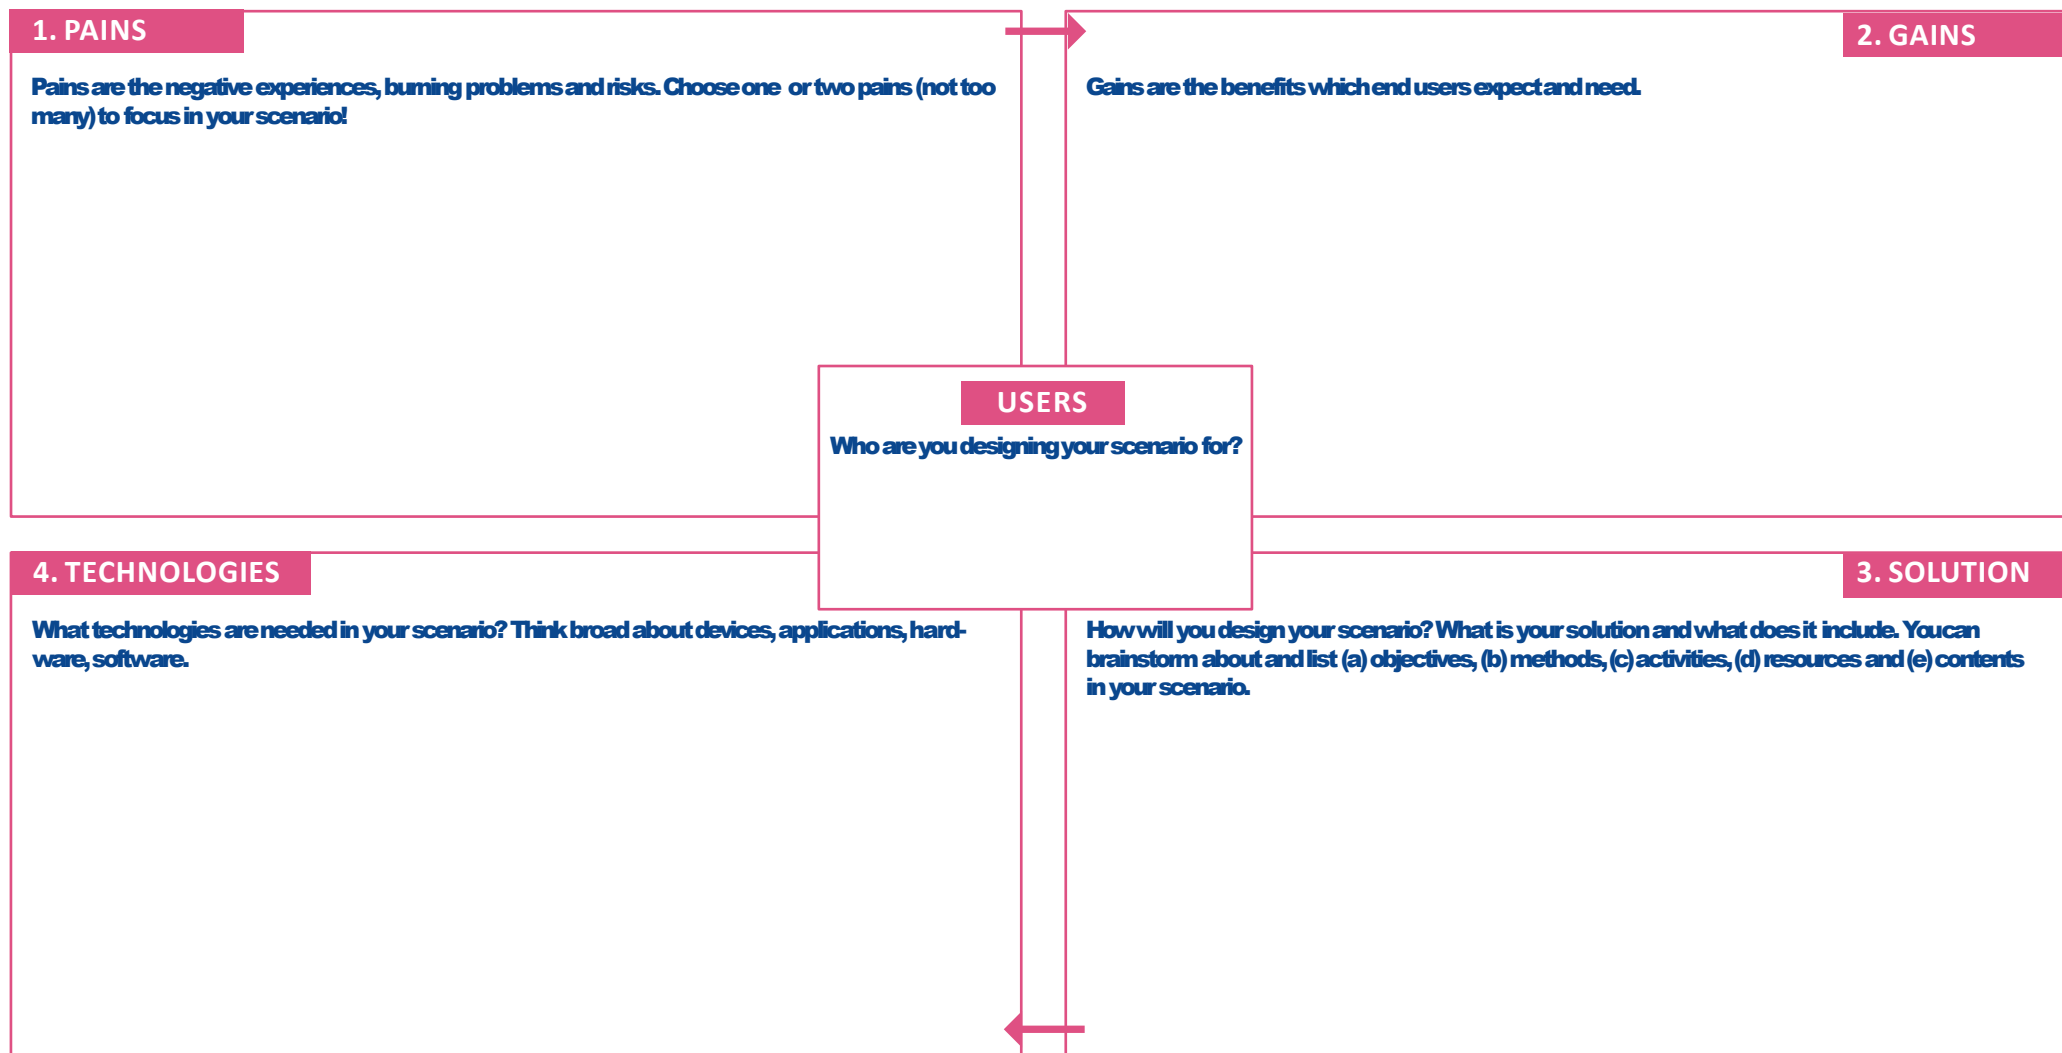 1. PAINS
Pains are the negative experiences, burning problems and risks. Choose one or two pains (not too
many) to focus in your scenario!
2. GAINS
Gains are the benefits which end users expect and need.
USERS
Who are you designing your scenario for?
4. TECHNOLOGIES
What technologies are needed in your scenario? Think broad about devices, applications, hard-
ware, software.
3. SOLUTION
How will you design your scenario? What is your solution and what does it include. You can
brainstorm about and list (a) objectives, (b) methods, (c) activities, (d) resources and (e) contents
in your scenario.